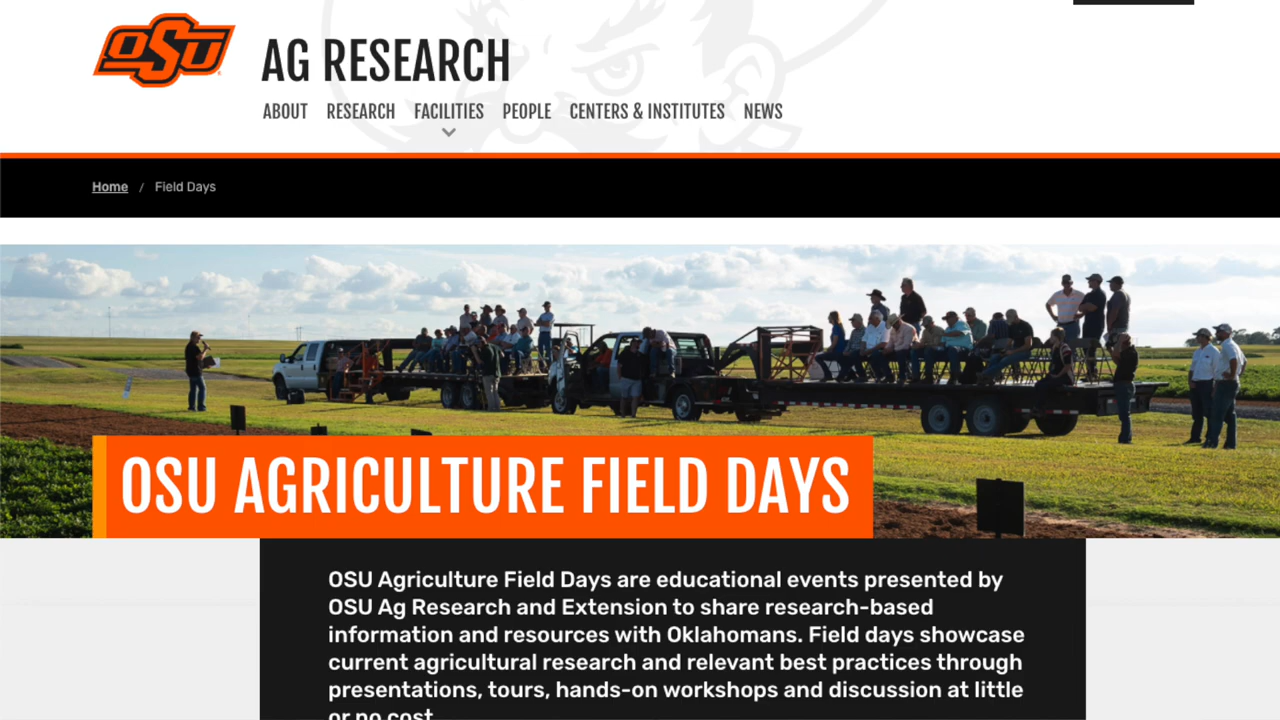 OSU
AG RESEARCH
ABOUT RESEARCH FACILITIES PEOPLE CENTERS & INSTITUTES NEWS
Home / Field Days
OSU AGRICULTURE FIELD DAYS
OSU Agriculture Field Days are educational events presented by
OSU Ag Research and Extension to share research-based
information and resources with Oklahomans. Field days showcase
current agricultural research and relevant best practices through
presentations, tours, hands-on workshops and discussion at little
or no cost